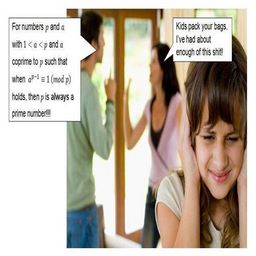 For numbers p and a
with 1 < a < p and a
coprime to p such that
when a^{p-1} ≡ 1 (mod p)
holds, then p is always a
prime number!!!!
Kids pack your bags,
I've had about
enough of this shit!